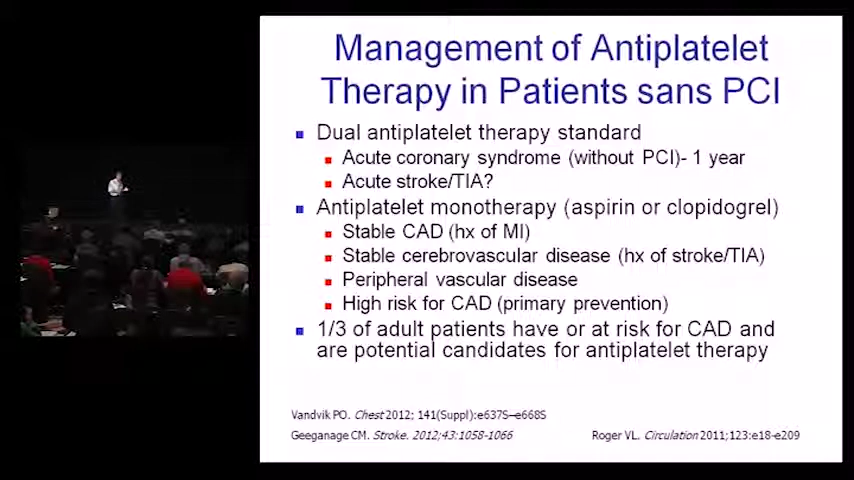 Management of Antiplatelet
Therapy in Patients sans PCI
Dual antiplatelet therapy standard
Acute coronary syndrome (without PCI)- 1 year
Acute stroke/TIA?
Antiplatelet monotherapy (aspirin or clopidogrel)
Stable CAD (hx of MI)
Stable cerebrovascular disease (hx of stroke/TIA)
Peripheral vascular disease
High risk for CAD (primary prevention)
1/3 of adult patients have or at risk for CAD and
are potential candidates for antiplatelet therapy
Vandvik PO. Chest 2012; 141(Suppl):e637S–e668S
Geeganage CM. Stroke. 2012;43:1058-1066
Roger VL. Circulation 2011;123:e18-e209